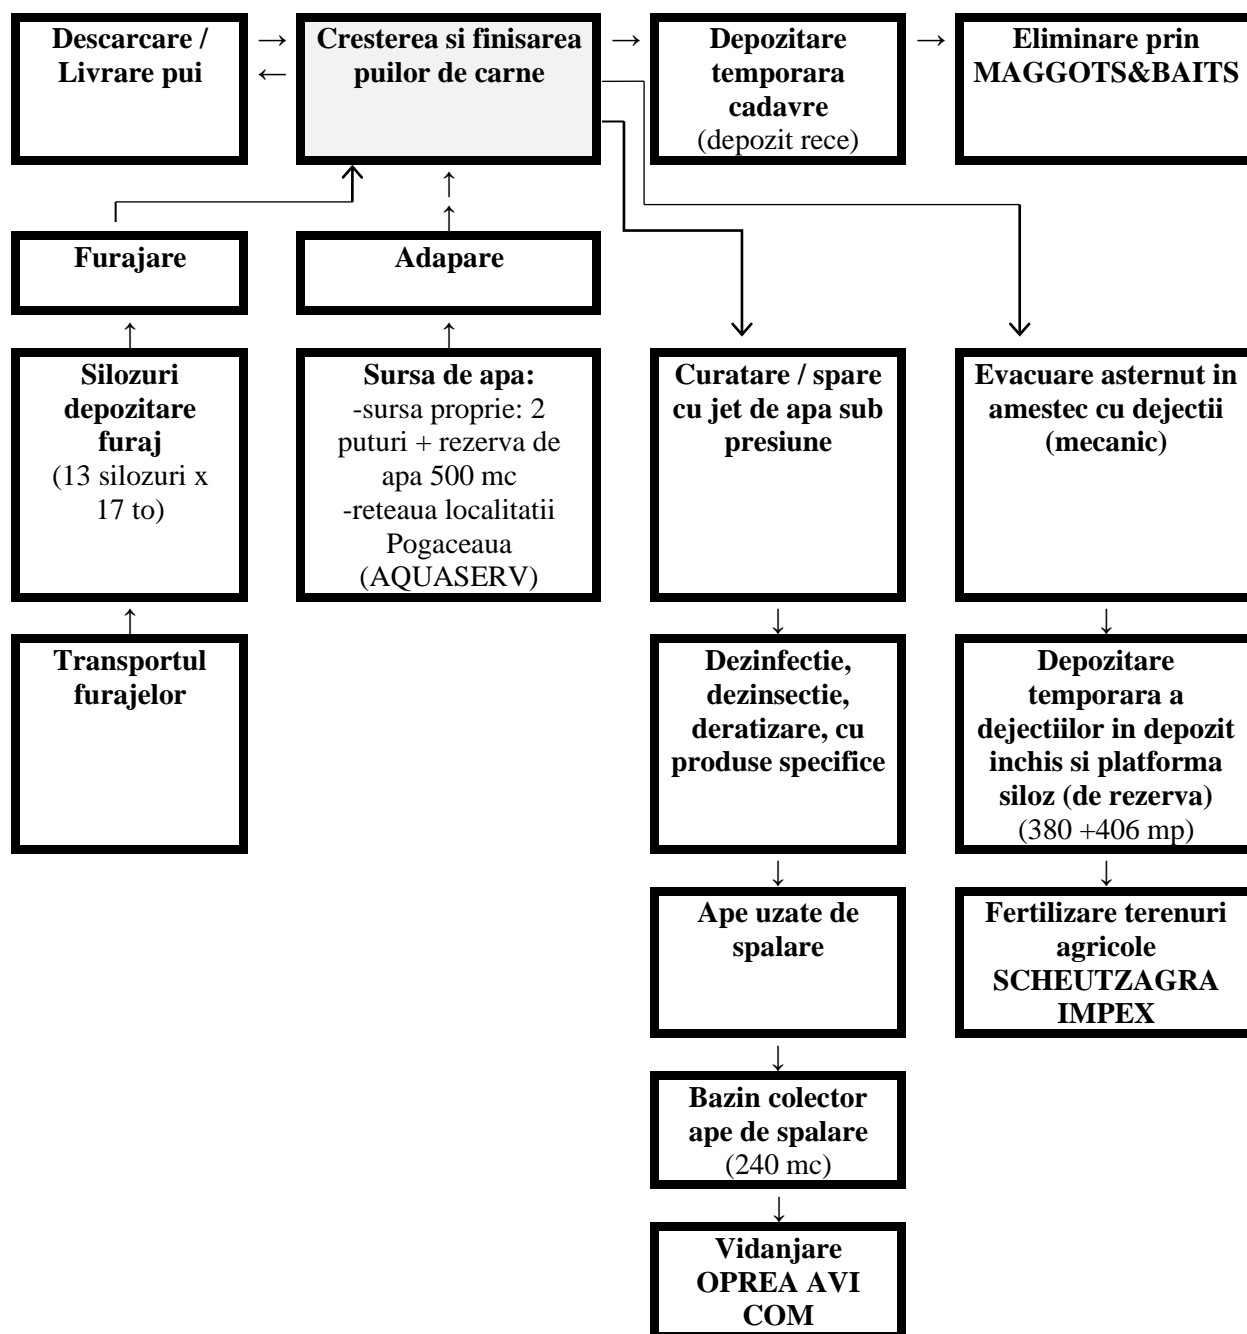 Descarcare /
Livrare pui
→
←
Cresterea si finisarea
puilor de carne
→
Depozitare
temporara
cadavre
(depozit rece)
→
Eliminare prin
MAGGOTS&BAITS
Furajare
Adapare
Silozuri
depozitare
furaj
(13 silozuri x
17 to)
Sursa de apa:
-sursa proprie: 2
puturi + rezerva de
apa 500 mc
-reteaua localitatii
Pogaceaua
(AQUASERV)
Curatare / spare
cu jet de apa sub
presiune
Evacuare asternut in
amestec cu dejectii
(mecanic)
Transportul
furajelor
Dezinfectie,
dezinsectie,
deratizare, cu
produse specifice
Depozitare
temporara a
dejectiilor in depozit
inchis si platforma
siloz (de rezerva)
(380 +406 mp)
Ape uzate de
spalare
Fertilizare terenuri
agricole
SCHEUTZAGRA
IMPEX
Bazin colector
ape de spalare
(240 mc)
Vidanjare
OPREA AVI
COM